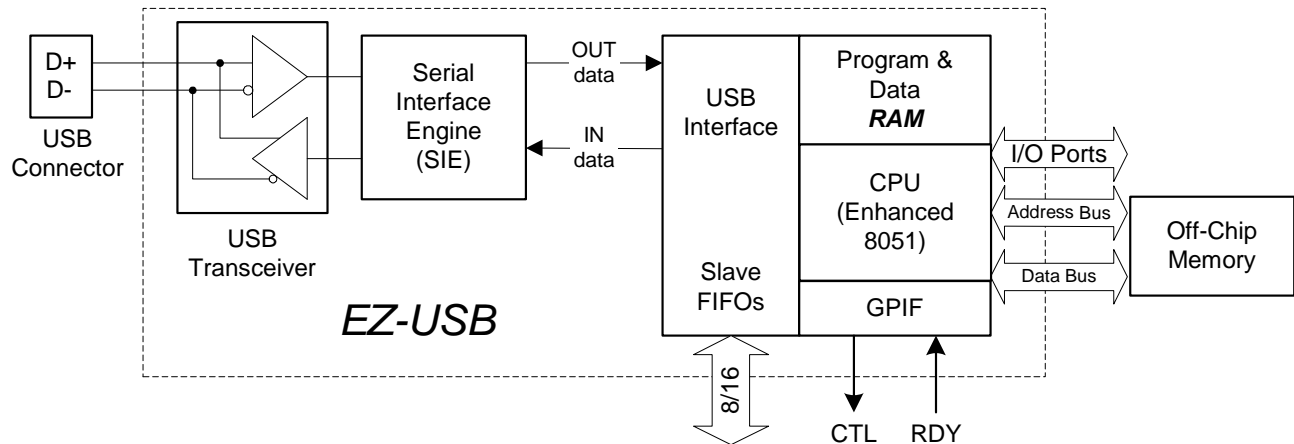 D+
D-
USB
Connector
USB
Transceiver
Serial
Interface
Engine
(SIE)
OUT
data
IN
data
EZ-USB
USB
Interface
Slave
FIFOs
Program &
Data
RAM
CPU
(Enhanced
8051)
GPIF
I/O Ports
Address Bus
Data Bus
Off-Chip
Memory
8/16
CTL
RDY